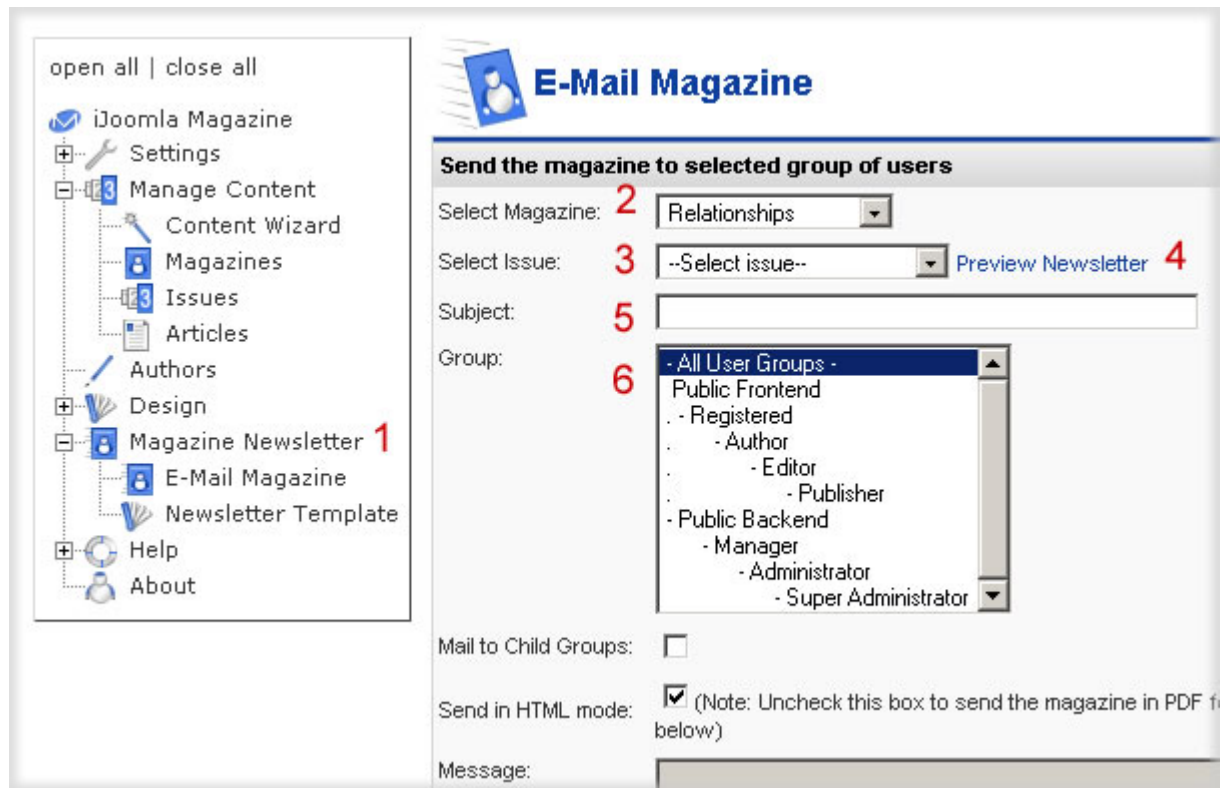 open all | close all
iJoomla Magazine
Settings
Manage Content
Content Wizard
Magazines
Issues
Articles
Authors
Design
Magazine Newsletter 1
E-Mail Magazine
Newsletter Template
Help
About
E-Mail Magazine
Send the magazine to selected group of users
Select Magazine: 2 Relationships
Select Issue: 3 --Select issue-- Preview Newsletter 4
Subject: 5
Group: 6
- All User Groups -
Public Frontend
. - Registered
. - Author
. - Editor
. - Publisher
- Public Backend
- Manager
- Administrator
- Super Administrator
Mail to Child Groups:
Send in HTML mode: (Note: Uncheck this box to send the magazine in PDF
below)
Message: